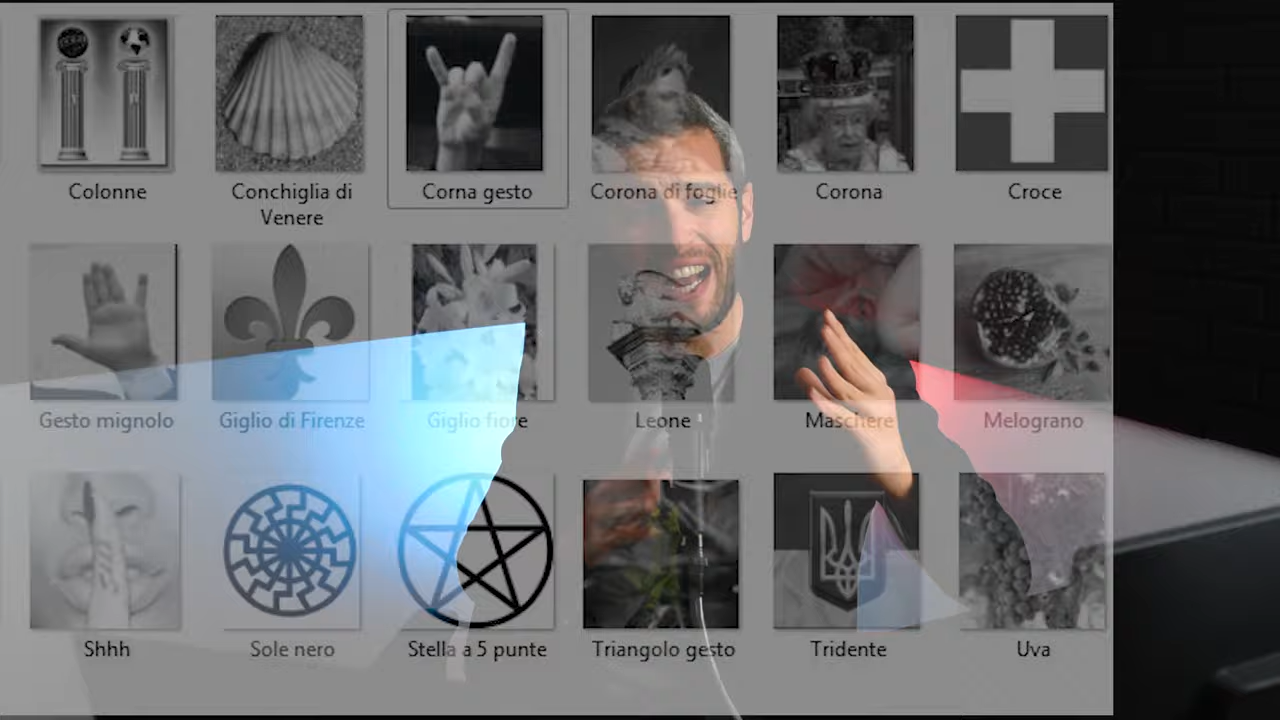 Colonne
Conchiglia di
Venere
Corna gesto
Corona di foglie
Corona
Croce
Gesto mignolo
Giglio di Firenze
Giglio fiore
Leone
Maschere
Melograno
Shhh
Sole nero
Stella a 5 punte
Triangolo gesto
Tridente
Uva